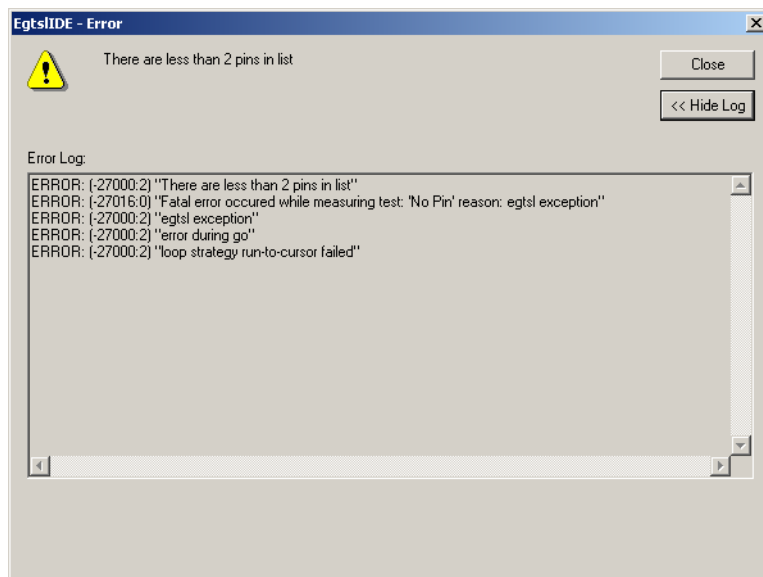 EgtslIDE - Error
There are less than 2 pins in list
Close
<< Hide Log
Error Log:
ERROR: (-27000:2) "There are less than 2 pins in list"
ERROR: (-27016:0) "Fatal error occured while measuring test: 'No Pin' reason: egtsl exception"
ERROR: (-27000:2) "egtsl exception"
ERROR: (-27000:2) "error during go"
ERROR: (-27000:2) "loop strategy run-to-cursor failed"